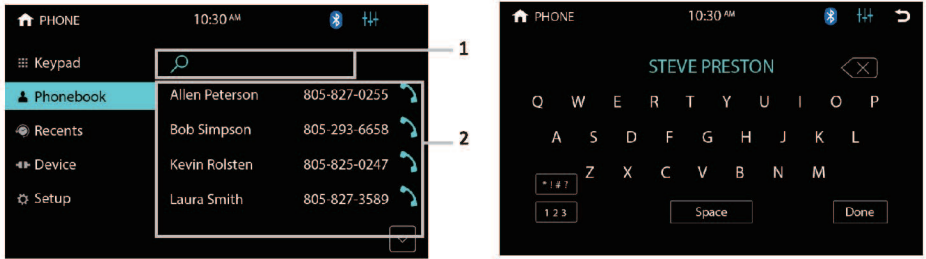 PHONE 10:30 AM
Keypad
Phonebook
Recents
Device
Setup
Allen Peterson 805-827-0255
Bob Simpson 805-293-6658
Kevin Rolsten 805-825-0247
Laura Smith 805-827-3589
1
2
PHONE 10:30 AM
STEVE PRESTON
Q W E R T Y U I O P
A S D F G H J K L
Z X C V B N M
*!#?
123
Space
Done